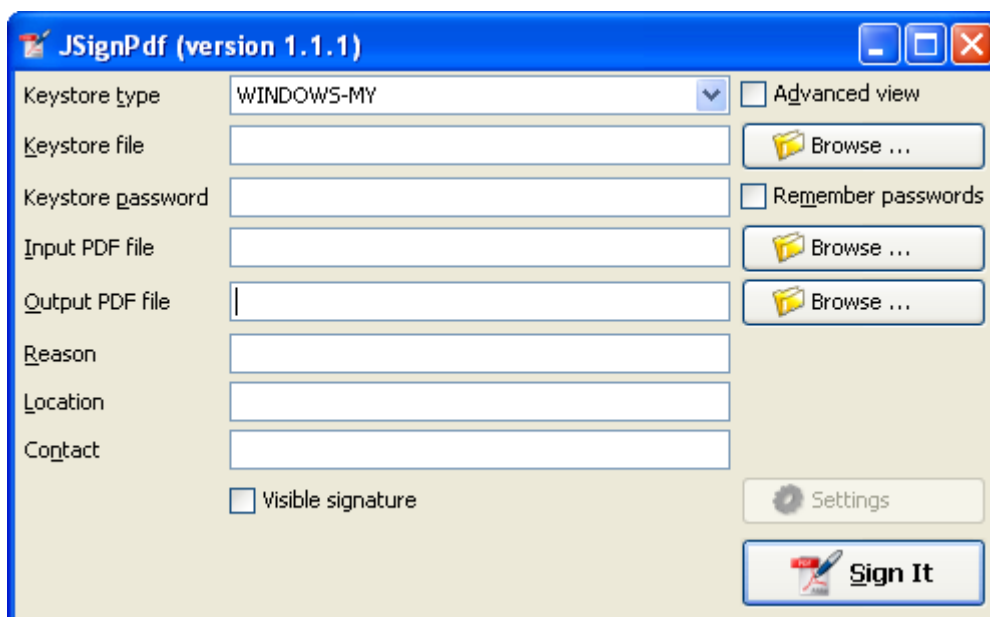 JSignPdf (version 1.1.1)
Keystore type WINDOWS-MY Advanced view
Keystore file Browse ...
Keystore password Remember passwords
Input PDF file Browse ...
Output PDF file Browse ...
Reason
Location
Contact
Visible signature Settings
Sign It